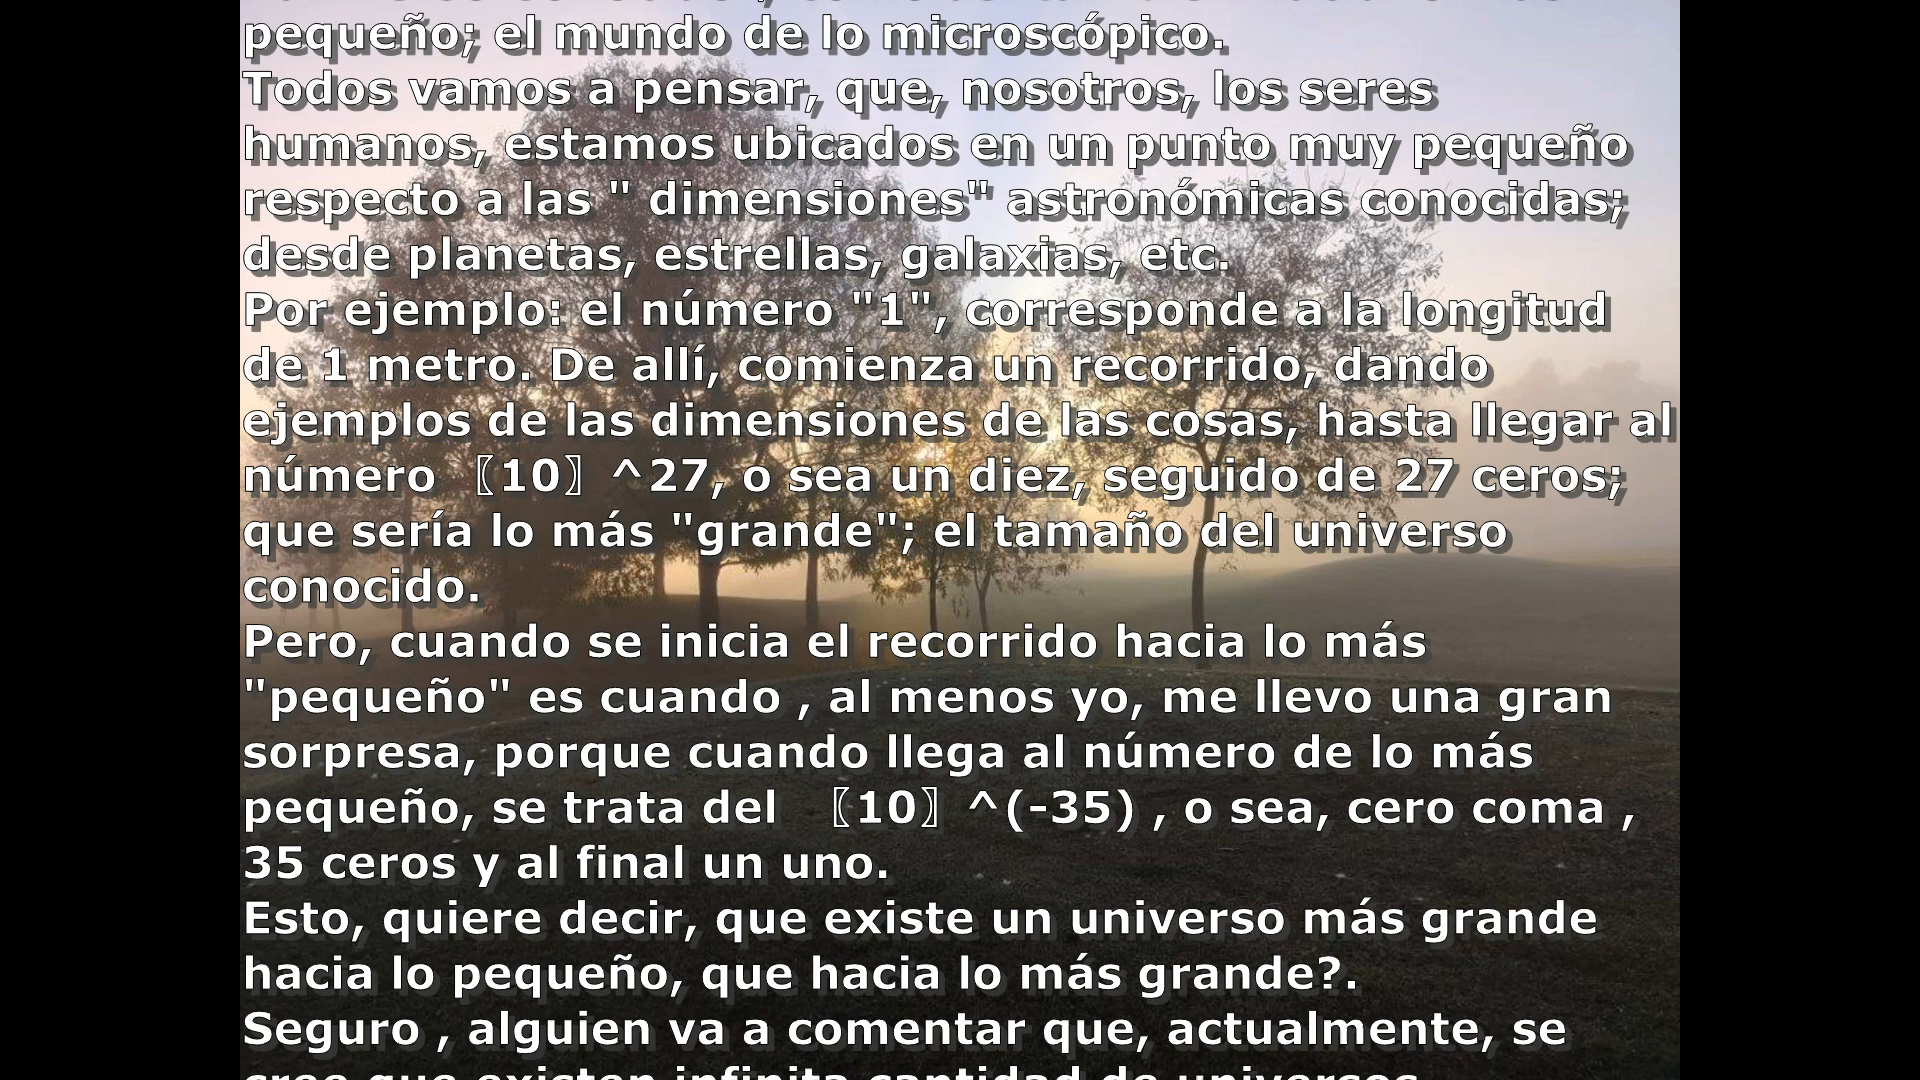 pequeño; el mundo de lo microscópico.
Todos vamos a pensar, que, nosotros, los seres
humanos, estamos ubicados en un punto muy pequeño
respecto a las " dimensiones" astronómicas conocidas;
desde planetas, estrellas, galaxias, etc.
Por ejemplo: el número "1", corresponde a la longitud
de 1 metro. De allí, comienza un recorrido, dando
ejemplos de las dimensiones de las cosas, hasta llegar al
número 〖10〗^27, o sea un diez, seguido de 27 ceros;
que sería lo más "grande"; el tamaño del universo
conocido.
Pero, cuando se inicia el recorrido hacia lo más
"pequeño" es cuando , al menos yo, me llevo una gran
sorpresa, porque cuando llega al número de lo más
pequeño, se trata del 〖10〗^(-35) , o sea, cero coma ,
35 ceros y al final un uno.
Esto, quiere decir, que existe un universo más grande
hacia lo pequeño, que hacia lo más grande?.
Seguro , alguien va a comentar que, actualmente, se
cree que existen infinita cantidad de universos